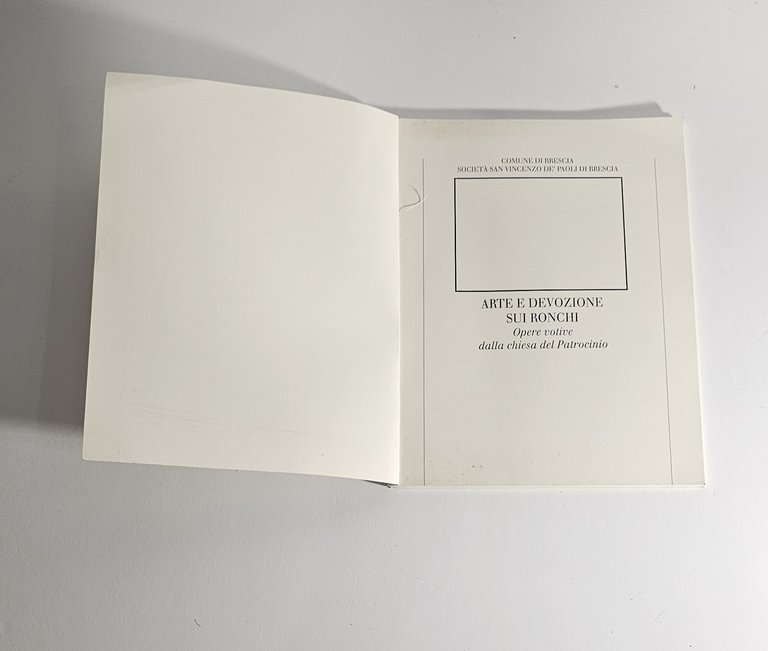 COMUNE DI BRESCIA
SOCIETÀ SAN VINCENZO DE' PAOLI DI BRESCIA
ARTE E DEVOZIONE
SUI RONCHI
Opere votive
dalla chiesa del Patrocinio